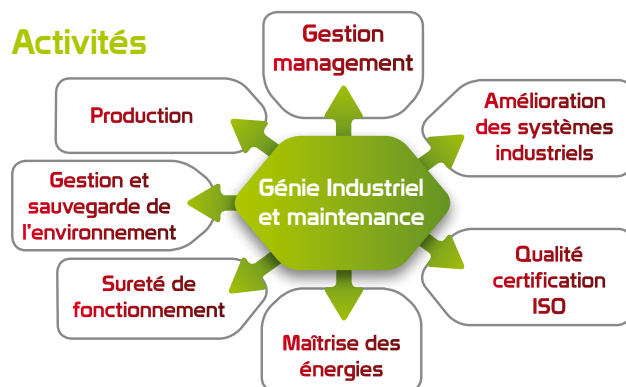 Activités
Gestion
management
Production
Amélioration
des systèmes
industriels
Gestion et
sauvegarde de
l'environnement
Génie Industriel
et maintenance
Sureté de
fonctionnement
Qualité
certification
ISO
Maîtrise des
énergies